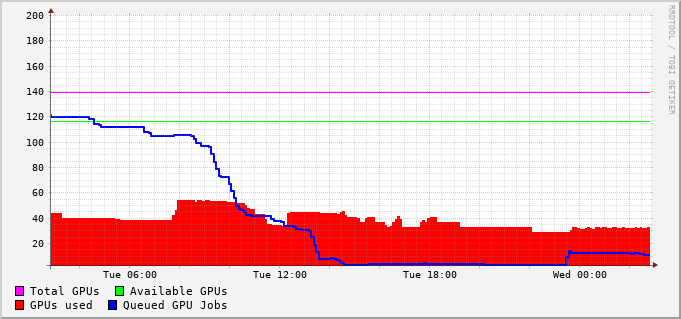 200
180
160
140
120
100
80
60
40
20
Tue 06:00 Tue 12:00 Tue 18:00 Wed 00:00
Total GPUs Available GPUs
GPUs used Queued GPU Jobs
RRDTOOL / TOBI OETIKER